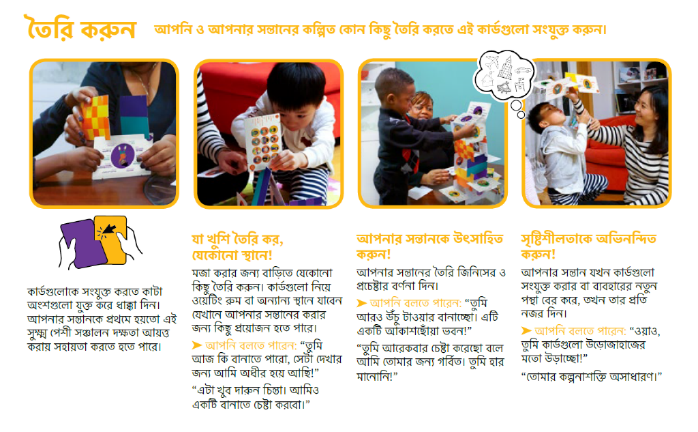 তৈরি করুন
আপনি ও আপনার সন্তানের কল্পিত কোন কিছু তৈরি করতে এই কার্ডগুলো সংযুক্ত করুন।
কার্ডগুলোকে সংযুক্ত করতে কাটা
অংশগুলো যুক্ত করে ধাক্কা দিন।
আপনার সন্তানকে প্রথমে হয়তো এই
সুক্ষ্ম পেশী সঞ্চালন দক্ষতা আয়ত্ত
করায় সহায়তা করতে হতে পারে।
যা খুশি তৈরি কর,
যেকোনো স্থানে!
মজা করার জন্য বাড়িতে যেকোনো
কিছু তৈরি করুন। কার্ডগুলো নিয়ে
ওয়েটিং রুম বা অন্যান্য স্থানে যাবেন
যেখানে আপনার সন্তানের করার
জন্য কিছু প্রয়োজন হতে পারে।
➤ আপনি বলতে পারেন: “তুমি
আজ কি বানাতে পারো, সেটা দেখার
জন্য আমি অধীর হয়ে আছি!”
“এটা খুব দারুন চিন্তা। আমিও
একটি বানাতে চেষ্টা করবো।”
আপনার সন্তানকে উৎসাহিত
করুন!
আপনার সন্তানের তৈরি জিনিসের ও
প্রচেষ্টার বর্ণনা দিন।
➤ আপনি বলতে পারেন: “তুমি
আরও উঁচু টাওয়ার বানাচ্ছো। এটি
একটি আকাশছোঁয়া ভবন!”
“তুমি আরেকবার চেষ্টা করেছো বলে
আমি তোমার জন্য গর্বিত। তুমি হার
মানোনি!”
সৃষ্টিশীলতাকে অভিনন্দিত
করুন!
আপনার সন্তান যখন কার্ডগুলো
সংযুক্ত করার বা ব্যবহারের নতুন
পন্থা বের করে, তখন তার প্রতি
নজর দিন।
➤ আপনি বলতে পারেন: “ওয়াও,
তুমি কার্ডগুলো উড়োজাহাজের
মতো উড়াচ্ছো!”
“তোমার কল্পনাশক্তি অসাধারণ।”